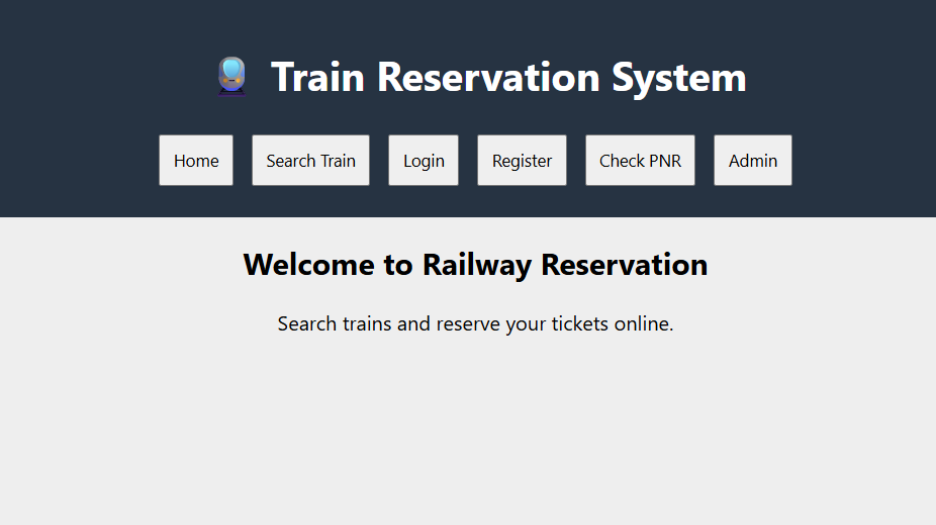 Train Reservation System
Home Search Train Login Register Check PNR Admin
Welcome to Railway Reservation
Search trains and reserve your tickets online.